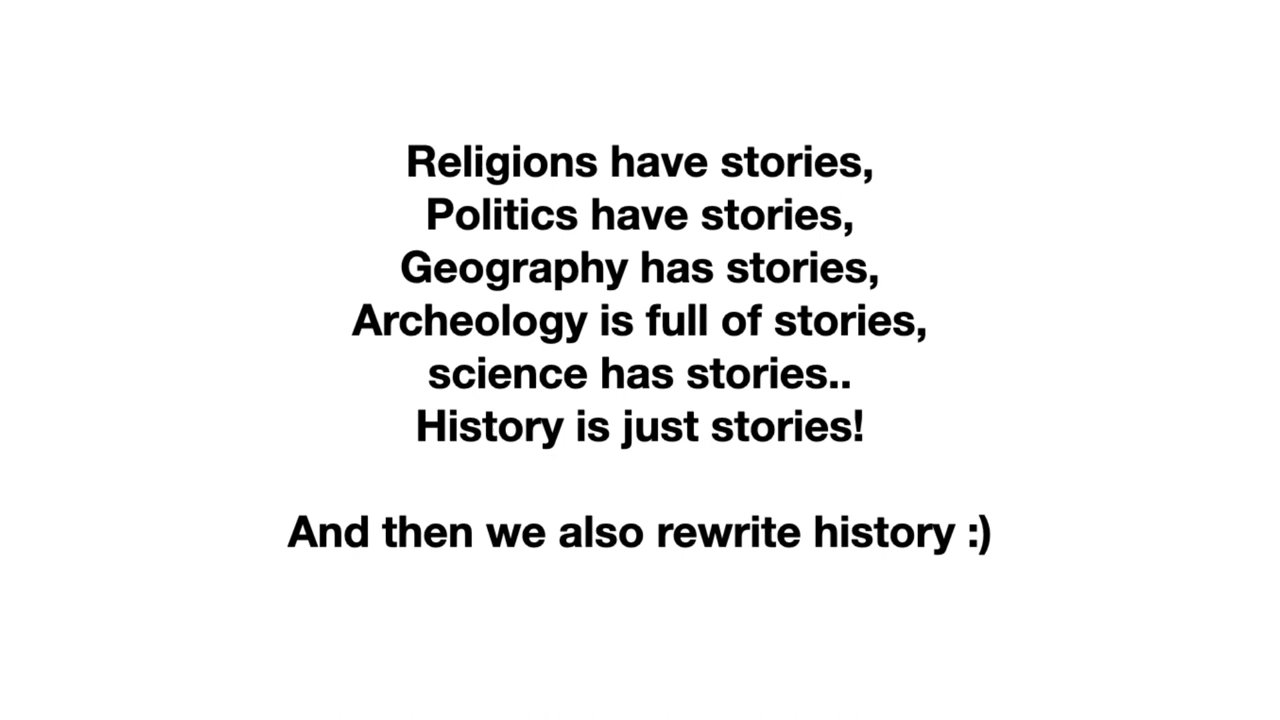 Religions have stories,
Politics have stories,
Geography has stories,
Archeology is full of stories,
science has stories..
History is just stories!
And then we also rewrite history :)